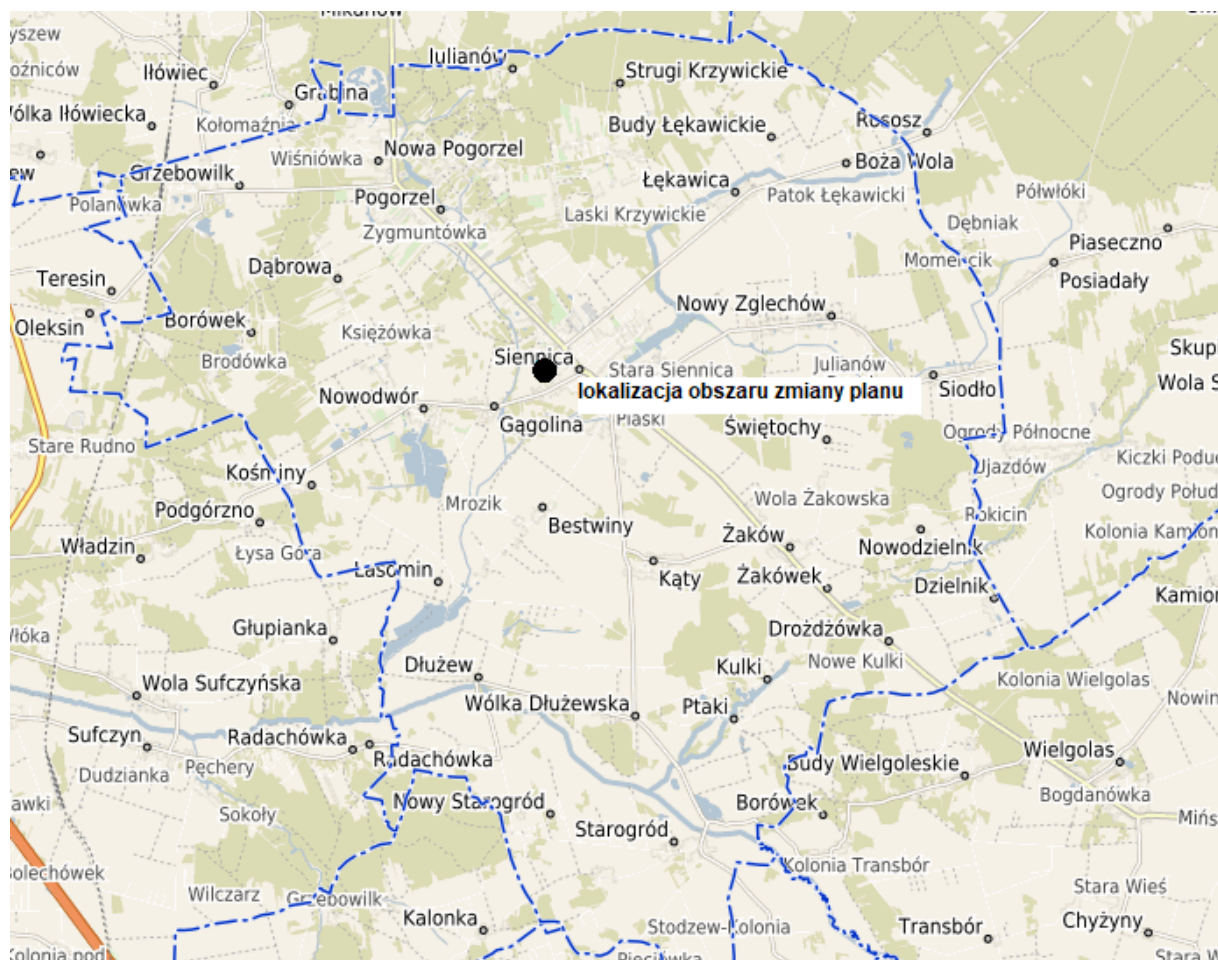 Iłówiec
Julianów
Strugi Krzywickie
Grabina
Kołomaźnia
Budy Łękawickie
Rososz
Wólka Iłówiecka
Wiśniówka
Nowa Pogorzel
Boża Wola
Grzebowilk
Łękawica
Patok Łękawicki
Półwłóki
Polanówka
Pogorzel
Laski Krzywickie
Dębniak
Zygmuntówka
Piaseczno
Dąbrowa
Momercik
Teresin
Posiadały
Nowy Zglechów
Oleksin
Borówek
Księżówka
Brodówka
Siennica
Stara Siennica
Julianów
Siodło
lokalizacja obszaru zmiany planu
Nowodwór
Gągolina
Piaski
Świętochy
Ogrody Północne
Stare Rudno
Kośminy
Ujazdów
Mrozik
Wola Żakowska
Podgórzno
Bestwiny
Rokicin
Władzin
Łysa Góra
Żaków
Nowodzielnik
Lasomin
Kąty
Żakówek
Dzielnik
Głupianka
Drożdżówka
Dłużew
Kulki
Nowe Kulki
Wola Sufczyńska
Kolonia Wielgolas
Wólka Dłużewska
Ptaki
Sufczyn
Radachówka
Radachówka
Wielgolas
Dudzianka
Pęchery
Budy Wielgoleskie
Bogdanówka
Sokoły
Nowy Starogród
Borówek
Starogród
Kolonia Transbór
Wilczarz
Grzebowilk
Stara Wieś
Kalonka
Stodzew-Kolonia
Transbór
Chyżyny